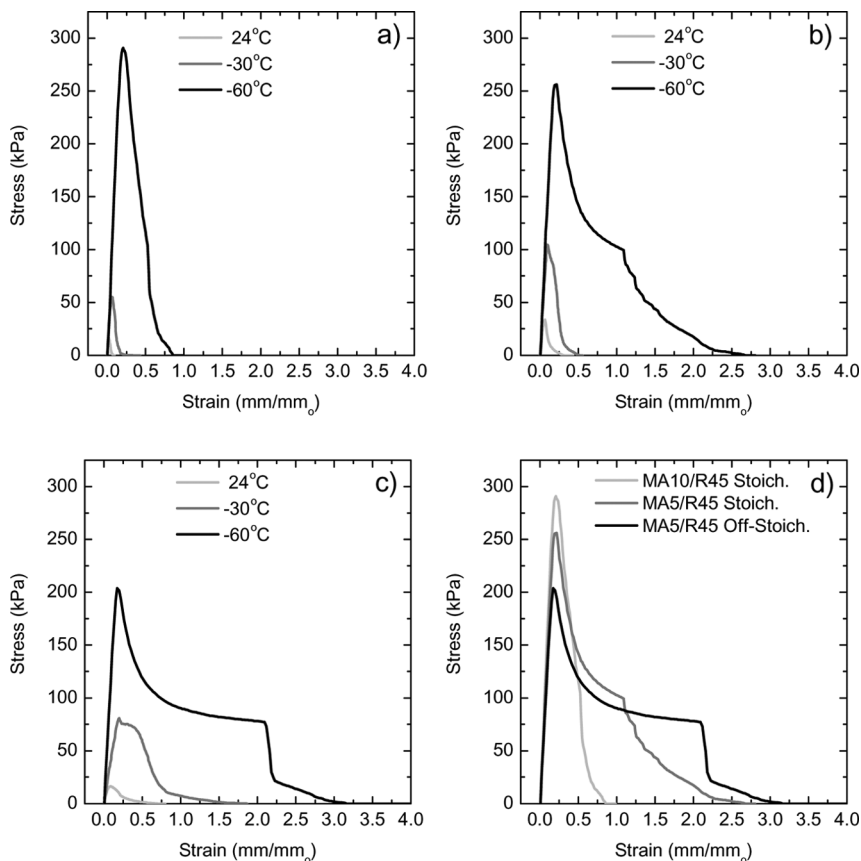 a)
24°C
-30°C
-60°C
300
250
200
150
100
50
0
Stress (kPa)
0.0 0.5 1.0 1.5 2.0 2.5 3.0 3.5 4.0
Strain (mm/mmₒ)
b)
24°C
-30°C
-60°C
300
250
200
150
100
50
0
Stress (kPa)
0.0 0.5 1.0 1.5 2.0 2.5 3.0 3.5 4.0
Strain (mm/mmₒ)
c)
24°C
-30°C
-60°C
300
250
200
150
100
50
0
Stress (kPa)
0.0 0.5 1.0 1.5 2.0 2.5 3.0 3.5 4.0
Strain (mm/mmₒ)
d)
MA10/R45 Stoich.
MA5/R45 Stoich.
MA5/R45 Off-Stoich.
300
250
200
150
100
50
0
Stress (kPa)
0.0 0.5 1.0 1.5 2.0 2.5 3.0 3.5 4.0
Strain (mm/mmₒ)